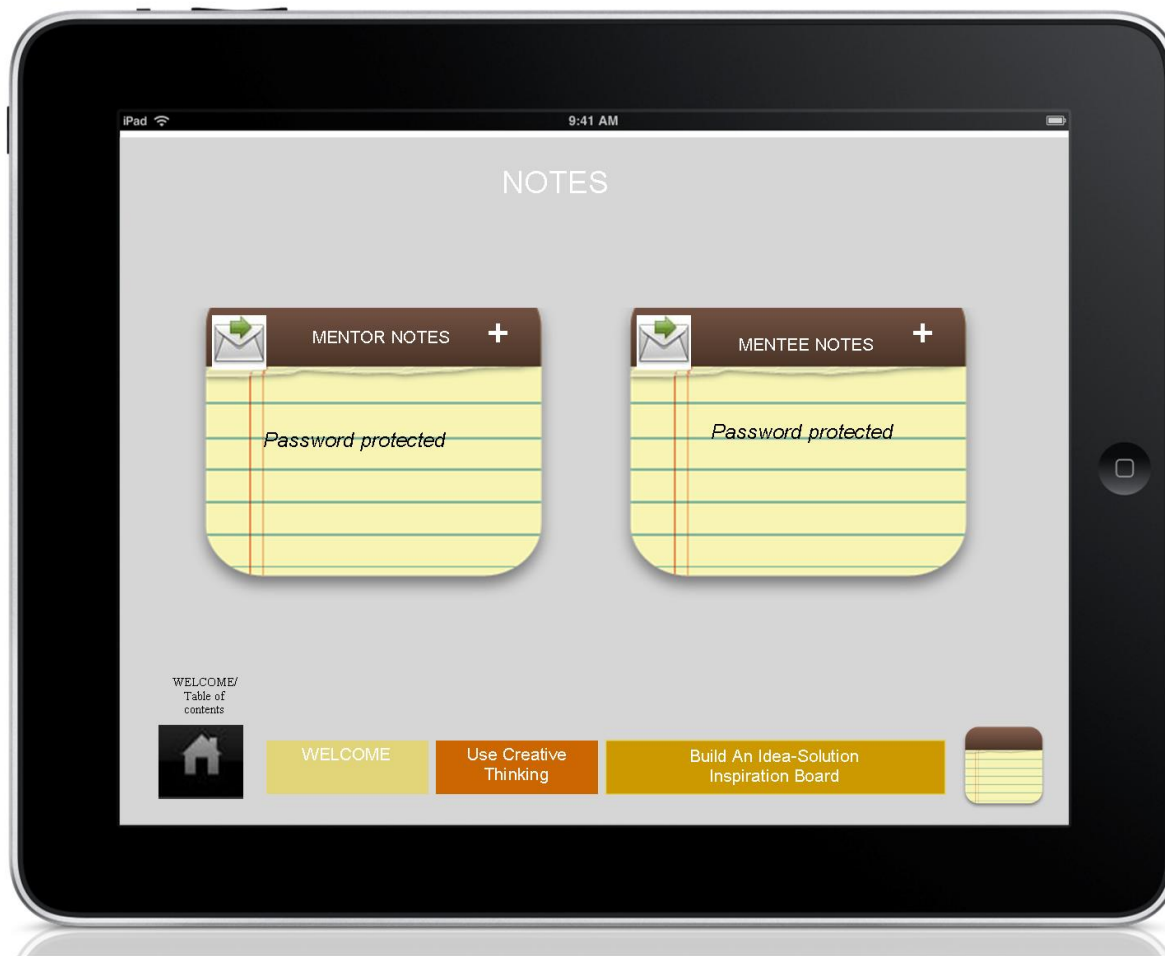 iPad
9:41 AM
NOTES
MENTOR NOTES +
MENTEE NOTES +
Password protected
Password protected
WELCOME/
Table of
contents
WELCOME
Use Creative
Thinking
Build An Idea-Solution
Inspiration Board